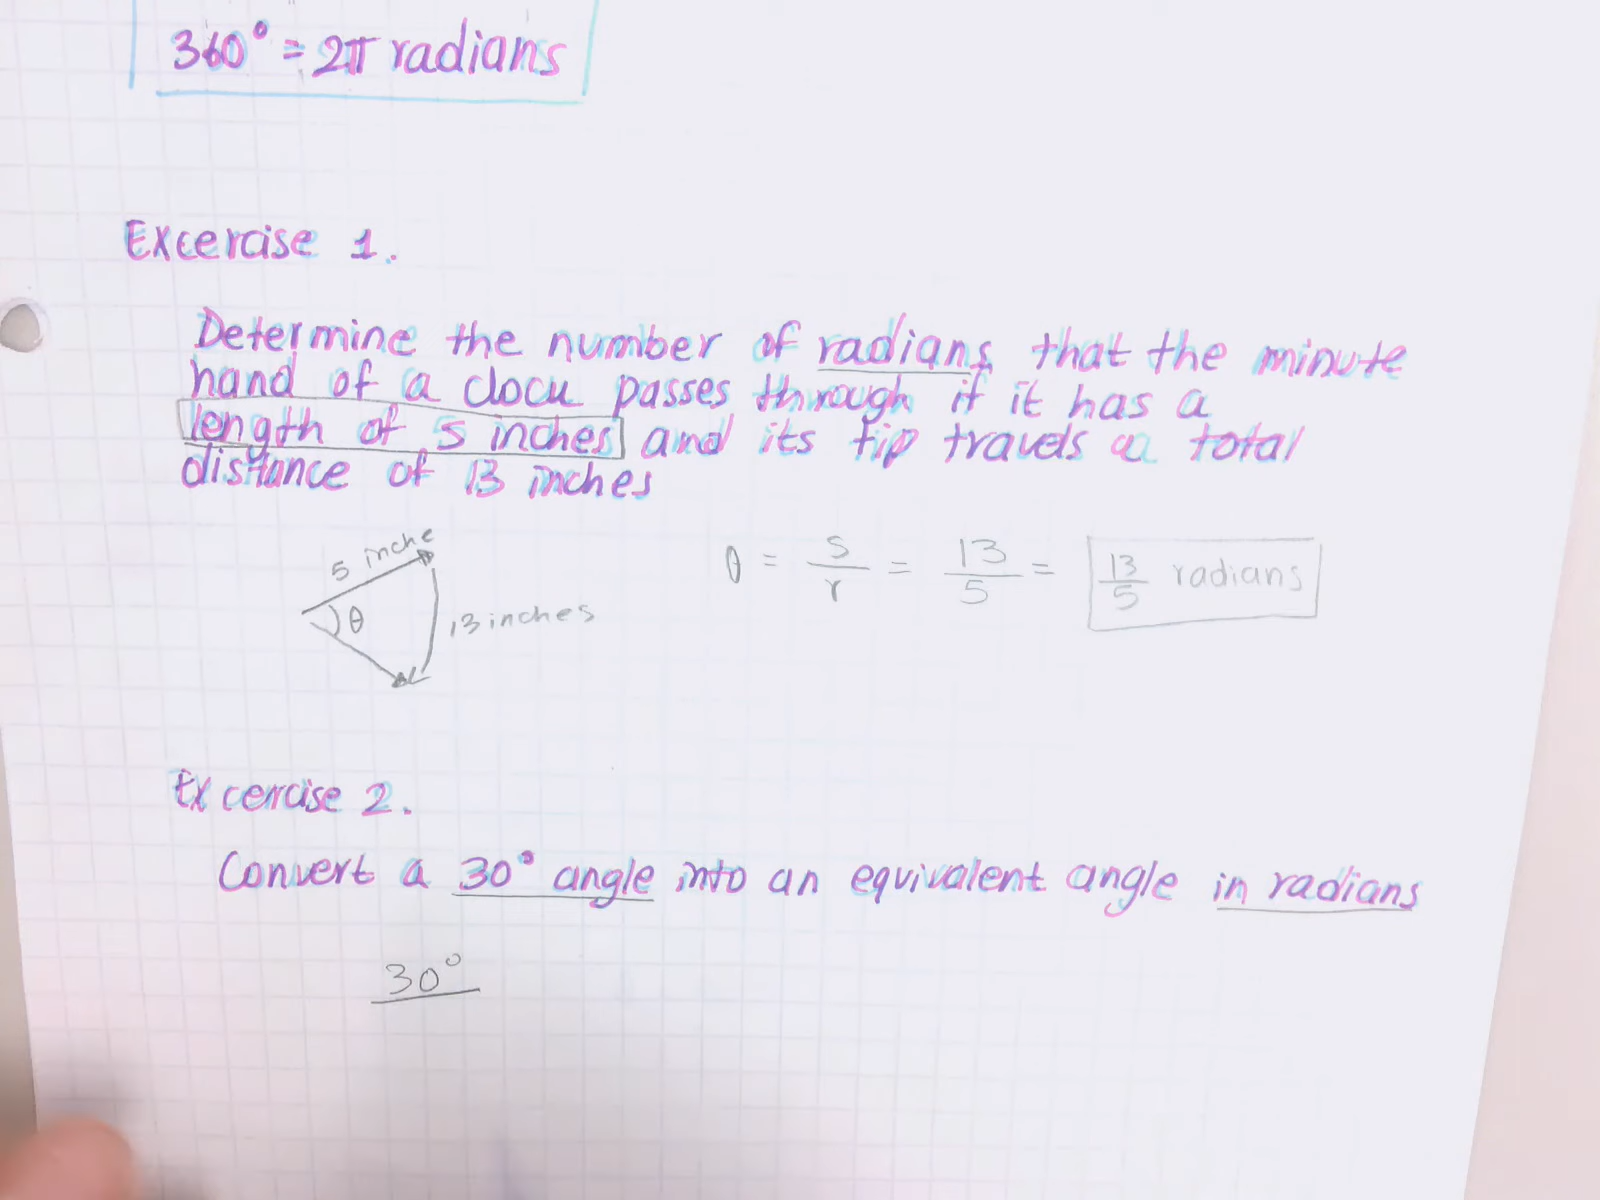 360° = 2π radians
Excercise 1.
Determine the number of radians that the minute
hand of a clock passes through if it has a
length of 5 inches and its tip travels a total
distance of 13 inches
5 inche
θ
13 inches
θ = s/r = 13/5 = 13/5 radians
Excercise 2.
Convert a 30° angle into an equivalent angle in radians
30°